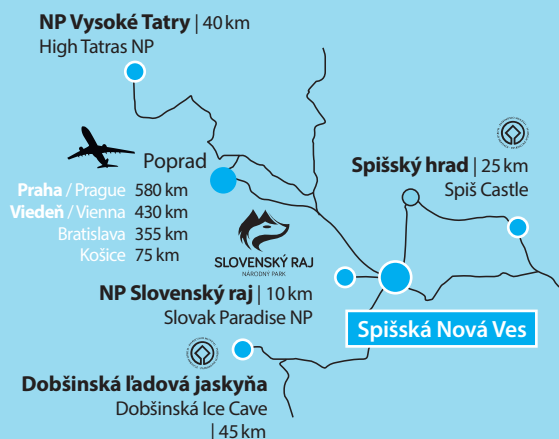 NP Vysoké Tatry | 40 km
High Tatras NP
Poprad
Praha / Prague 580 km
Viedeň / Vienna 430 km
Bratislava 355 km
Košice 75 km
Spišský hrad | 25 km
Spiš Castle
SLOVENSKÝ RAJ
NÁRODNÝ PARK
NP Slovenský raj | 10 km
Slovak Paradise NP
Spišská Nová Ves
Dobšinská ľadová jaskyňa
Dobšinská Ice Cave
| 45 km